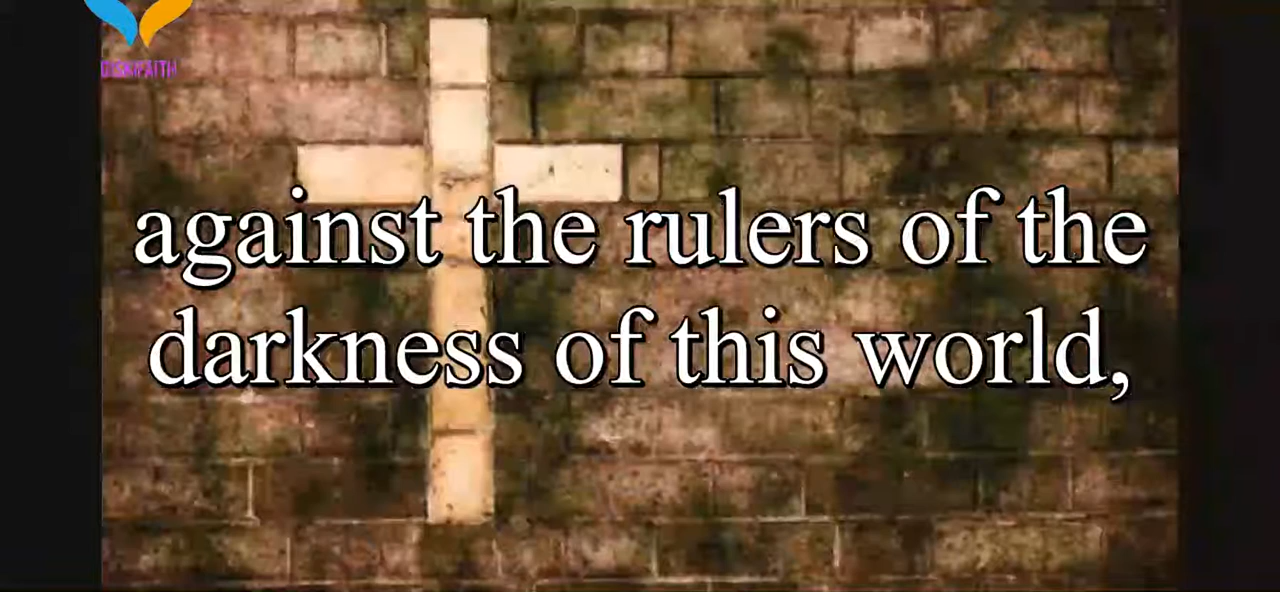 against the rulers of the
darkness of this world,